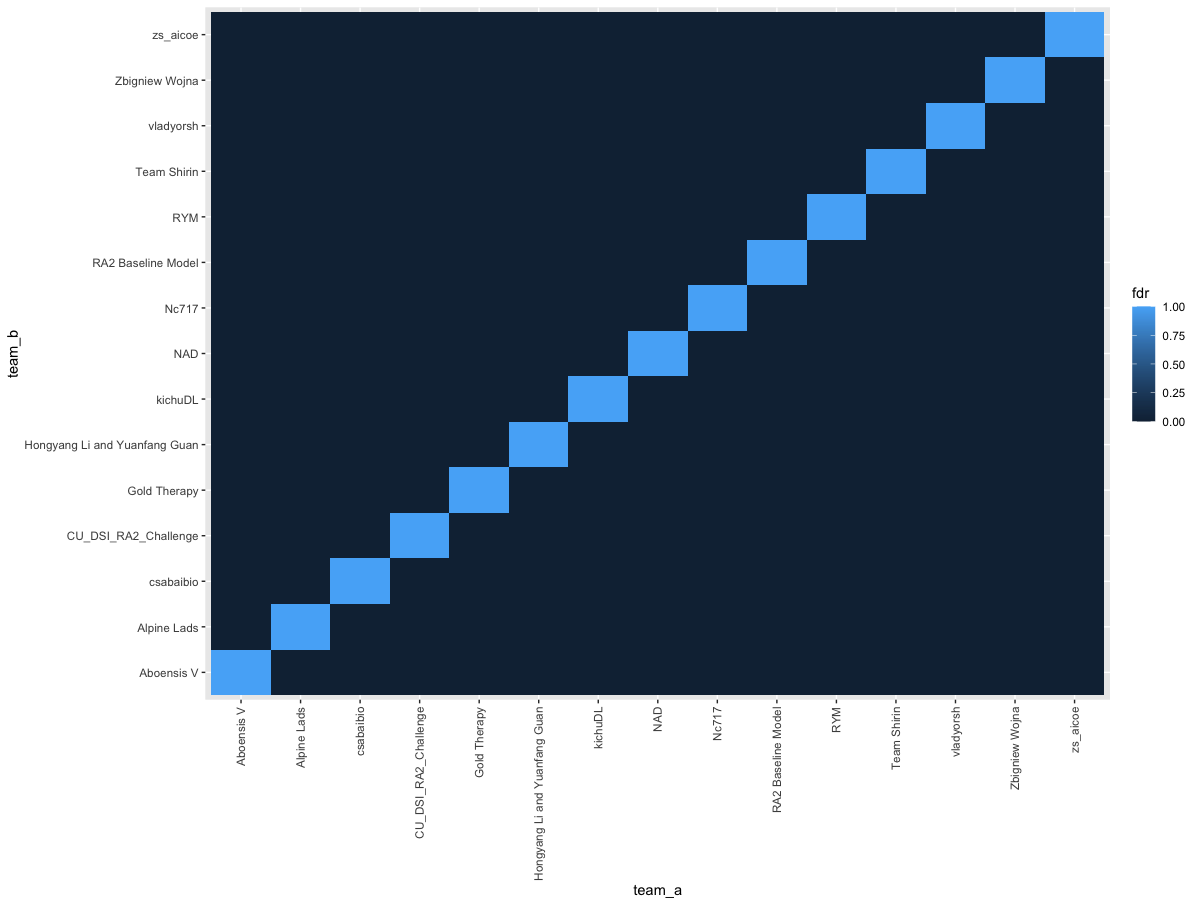 zs_aicoe
Zbigniew Wojna
vladyorsh
Team Shirin
RYM
RA2 Baseline Model
Nc717
NAD
kichuDL
Hongyang Li and Yuanfang Guan
Gold Therapy
CU_DSI_RA2_Challenge
csabaibio
Alpine Lads
Aboensis V
team_b
Aboensis V
Alpine Lads
csabaibio
CU_DSI_RA2_Challenge
Gold Therapy
Hongyang Li and Yuanfang Guan
kichuDL
NAD
Nc717
RA2 Baseline Model
RYM
Team Shirin
vladyorsh
Zbigniew Wojna
zs_aicoe
team_a
fdr
1.00
0.75
0.50
0.25
0.00